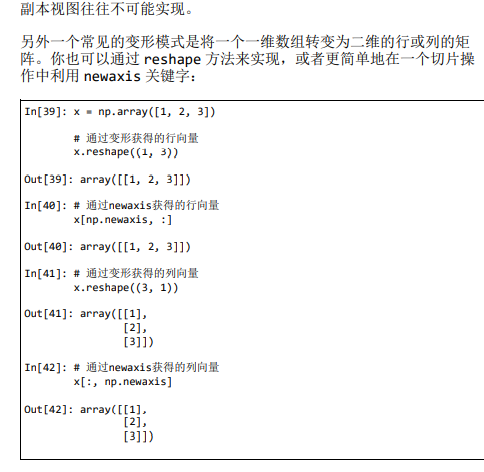 副本视图往往不可能实现。
另外一个常见的变形模式是将一个一维数组转变为二维的行或列的矩
阵。你也可以通过 reshape 方法来实现，或者更简单地在一个切片操
作中利用 newaxis 关键字：
In[39]: x = np.array([1, 2, 3])
# 通过变形获得的行向量
x.reshape((1, 3))
Out[39]: array([[1, 2, 3]])
In[40]: # 通过newaxis获得的行向量
x[np.newaxis, :]
Out[40]: array([[1, 2, 3]])
In[41]: # 通过变形获得的列向量
x.reshape((3, 1))
Out[41]: array([[1],
[2],
[3]])
In[42]: # 通过newaxis获得的列向量
x[:, np.newaxis]
Out[42]: array([[1],
[2],
[3]])